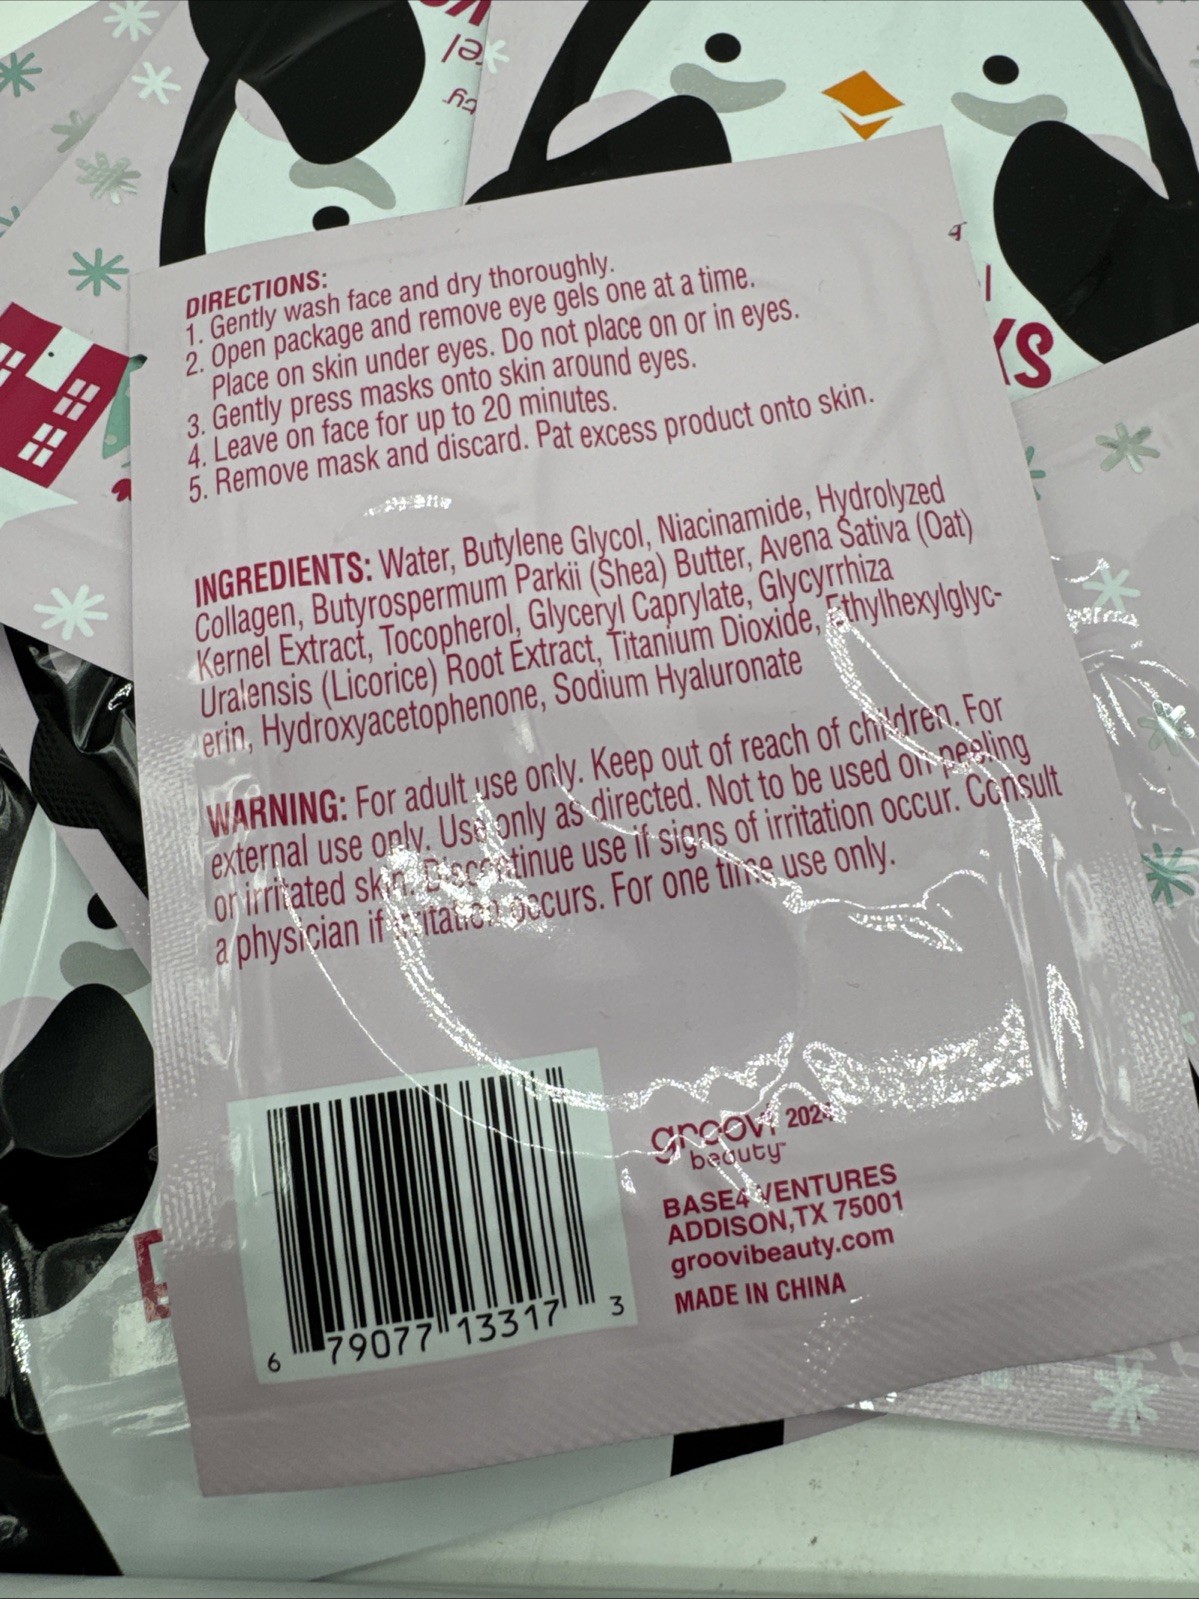 DIRECTIONS:
1. Gently wash face and dry thoroughly.
2. Open package and remove eye gels one at a time.
Place on skin under eyes. Do not place on or in eyes.
3. Gently press masks onto skin around eyes.
4. Leave on face for up to 20 minutes.
5. Remove mask and discard. Pat excess product onto skin.
INGREDIENTS: Water, Butylene Glycol, Niacinamide, Hydrolyzed
Collagen, Butyrospermum Parkii (Shea) Butter, Avena Sativa (Oat)
Kernel Extract, Tocopherol, Glyceryl Caprylate, Glycyrrhiza
Uralensis (Licorice) Root Extract, Titanium Dioxide, Ethylhexylglyc-
erin, Hydroxyacetophenone, Sodium Hyaluronate
WARNING: For adult use only. Keep out of reach of children. For
external use only. Use only as directed. Not to be used on peeling
or irritated skin. Discontinue use if signs of irritation occur. Consult
a physician if irritation occurs. For one time use only.
6 79077 13317 3
groovi 2024
beauty™
BASE4 VENTURES
ADDISON,TX 75001
groovibeauty.com
MADE IN CHINA